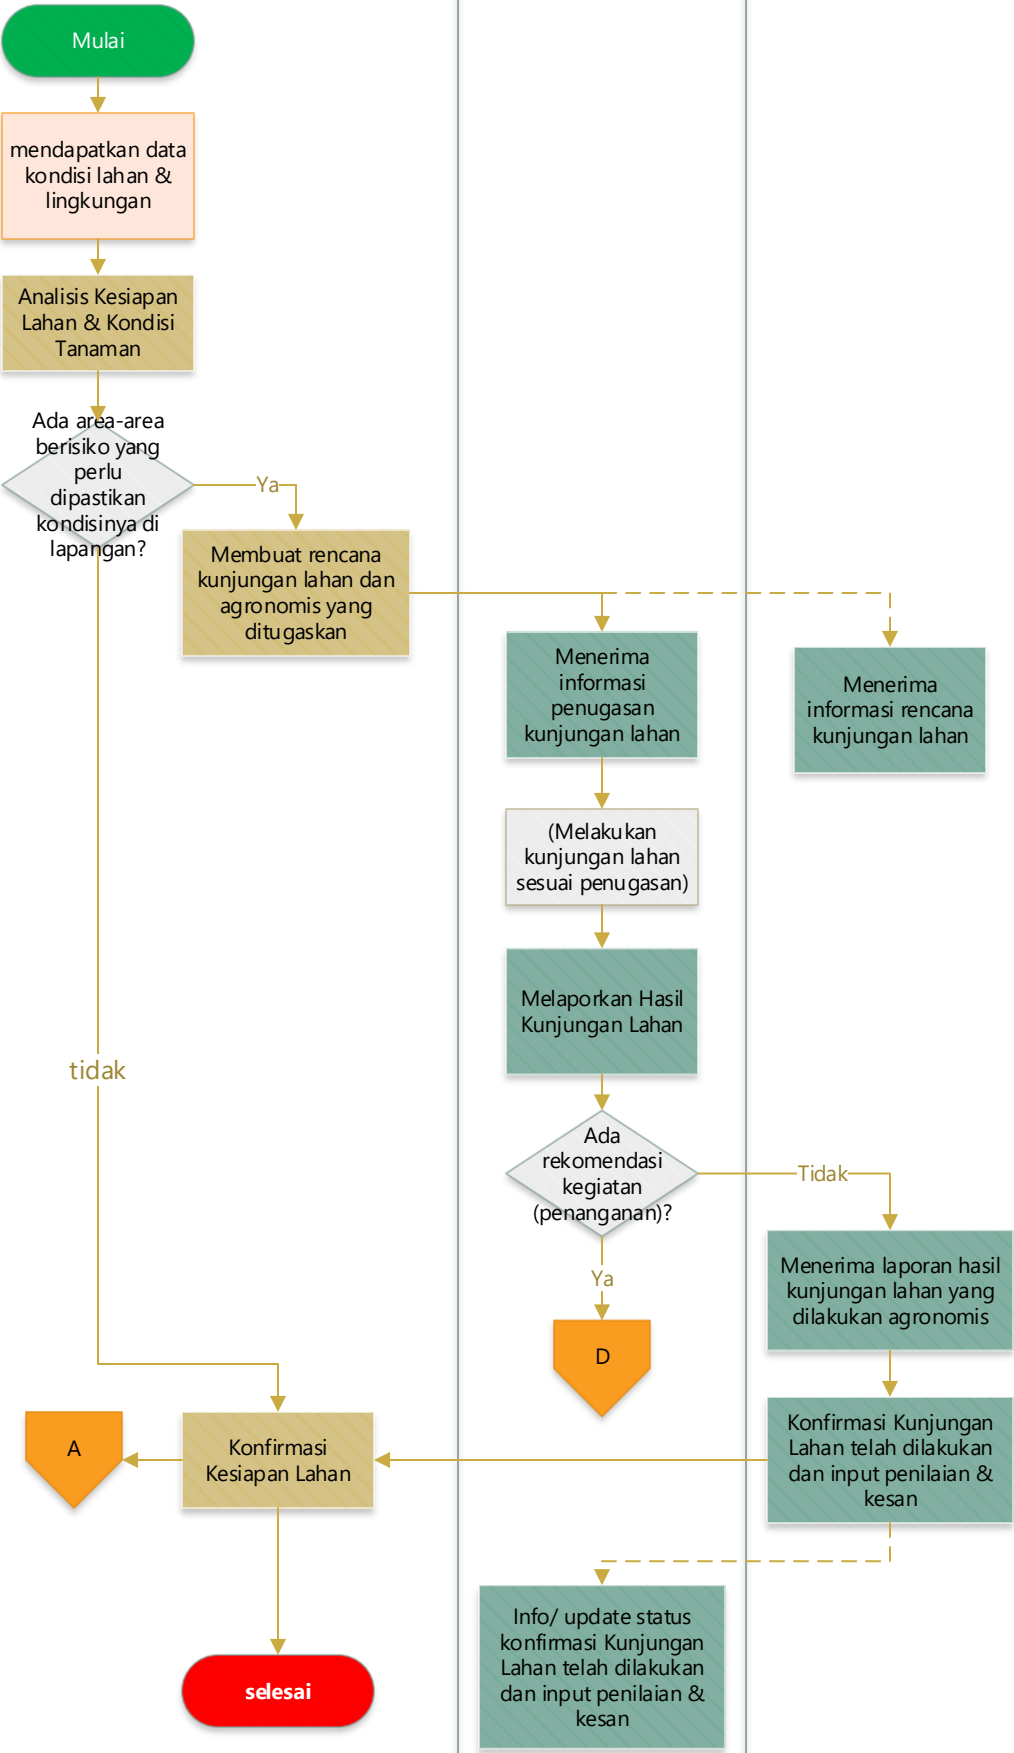 Mulai
mendapatkan data
kondisi lahan &
lingkungan
Analisis Kesiapan
Lahan & Kondisi
Tanaman
Ada area-area
berisiko yang
perlu
dipastikan
kondisinya di
lapangan?
Ya
Membuat rencana
kunjungan lahan dan
agronomis yang
ditugaskan
Menerima
informasi
penugasan
kunjungan lahan
Menerima
informasi rencana
kunjungan lahan
(Melakukan
kunjungan lahan
sesuai penugasan)
Melaporkan Hasil
Kunjungan Lahan
tidak
Ada
rekomendasi
kegiatan
(penanganan)?
Tidak
Ya
Menerima laporan hasil
kunjungan lahan yang
dilakukan agronomis
D
Konfirmasi Kunjungan
Lahan telah dilakukan
dan input penilaian &
kesan
A
Konfirmasi
Kesiapan Lahan
Info/ update status
konfirmasi Kunjungan
Lahan telah dilakukan
dan input penilaian &
kesan
selesai